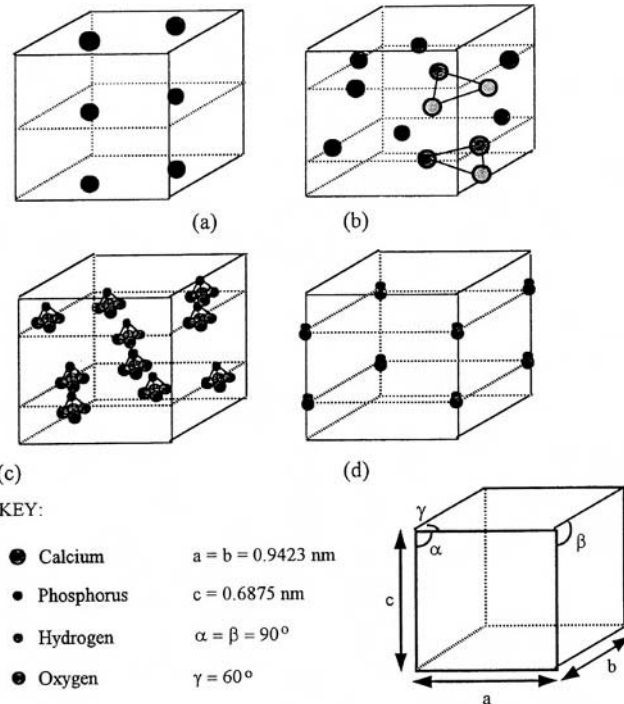 (a)
(b)
(c)
(d)
KEY:
Calcium
a = b = 0.9423 nm
Phosphorus
c = 0.6875 nm
Hydrogen
α = β = 90°
Oxygen
γ = 60°
γ
α
β
c
b
a